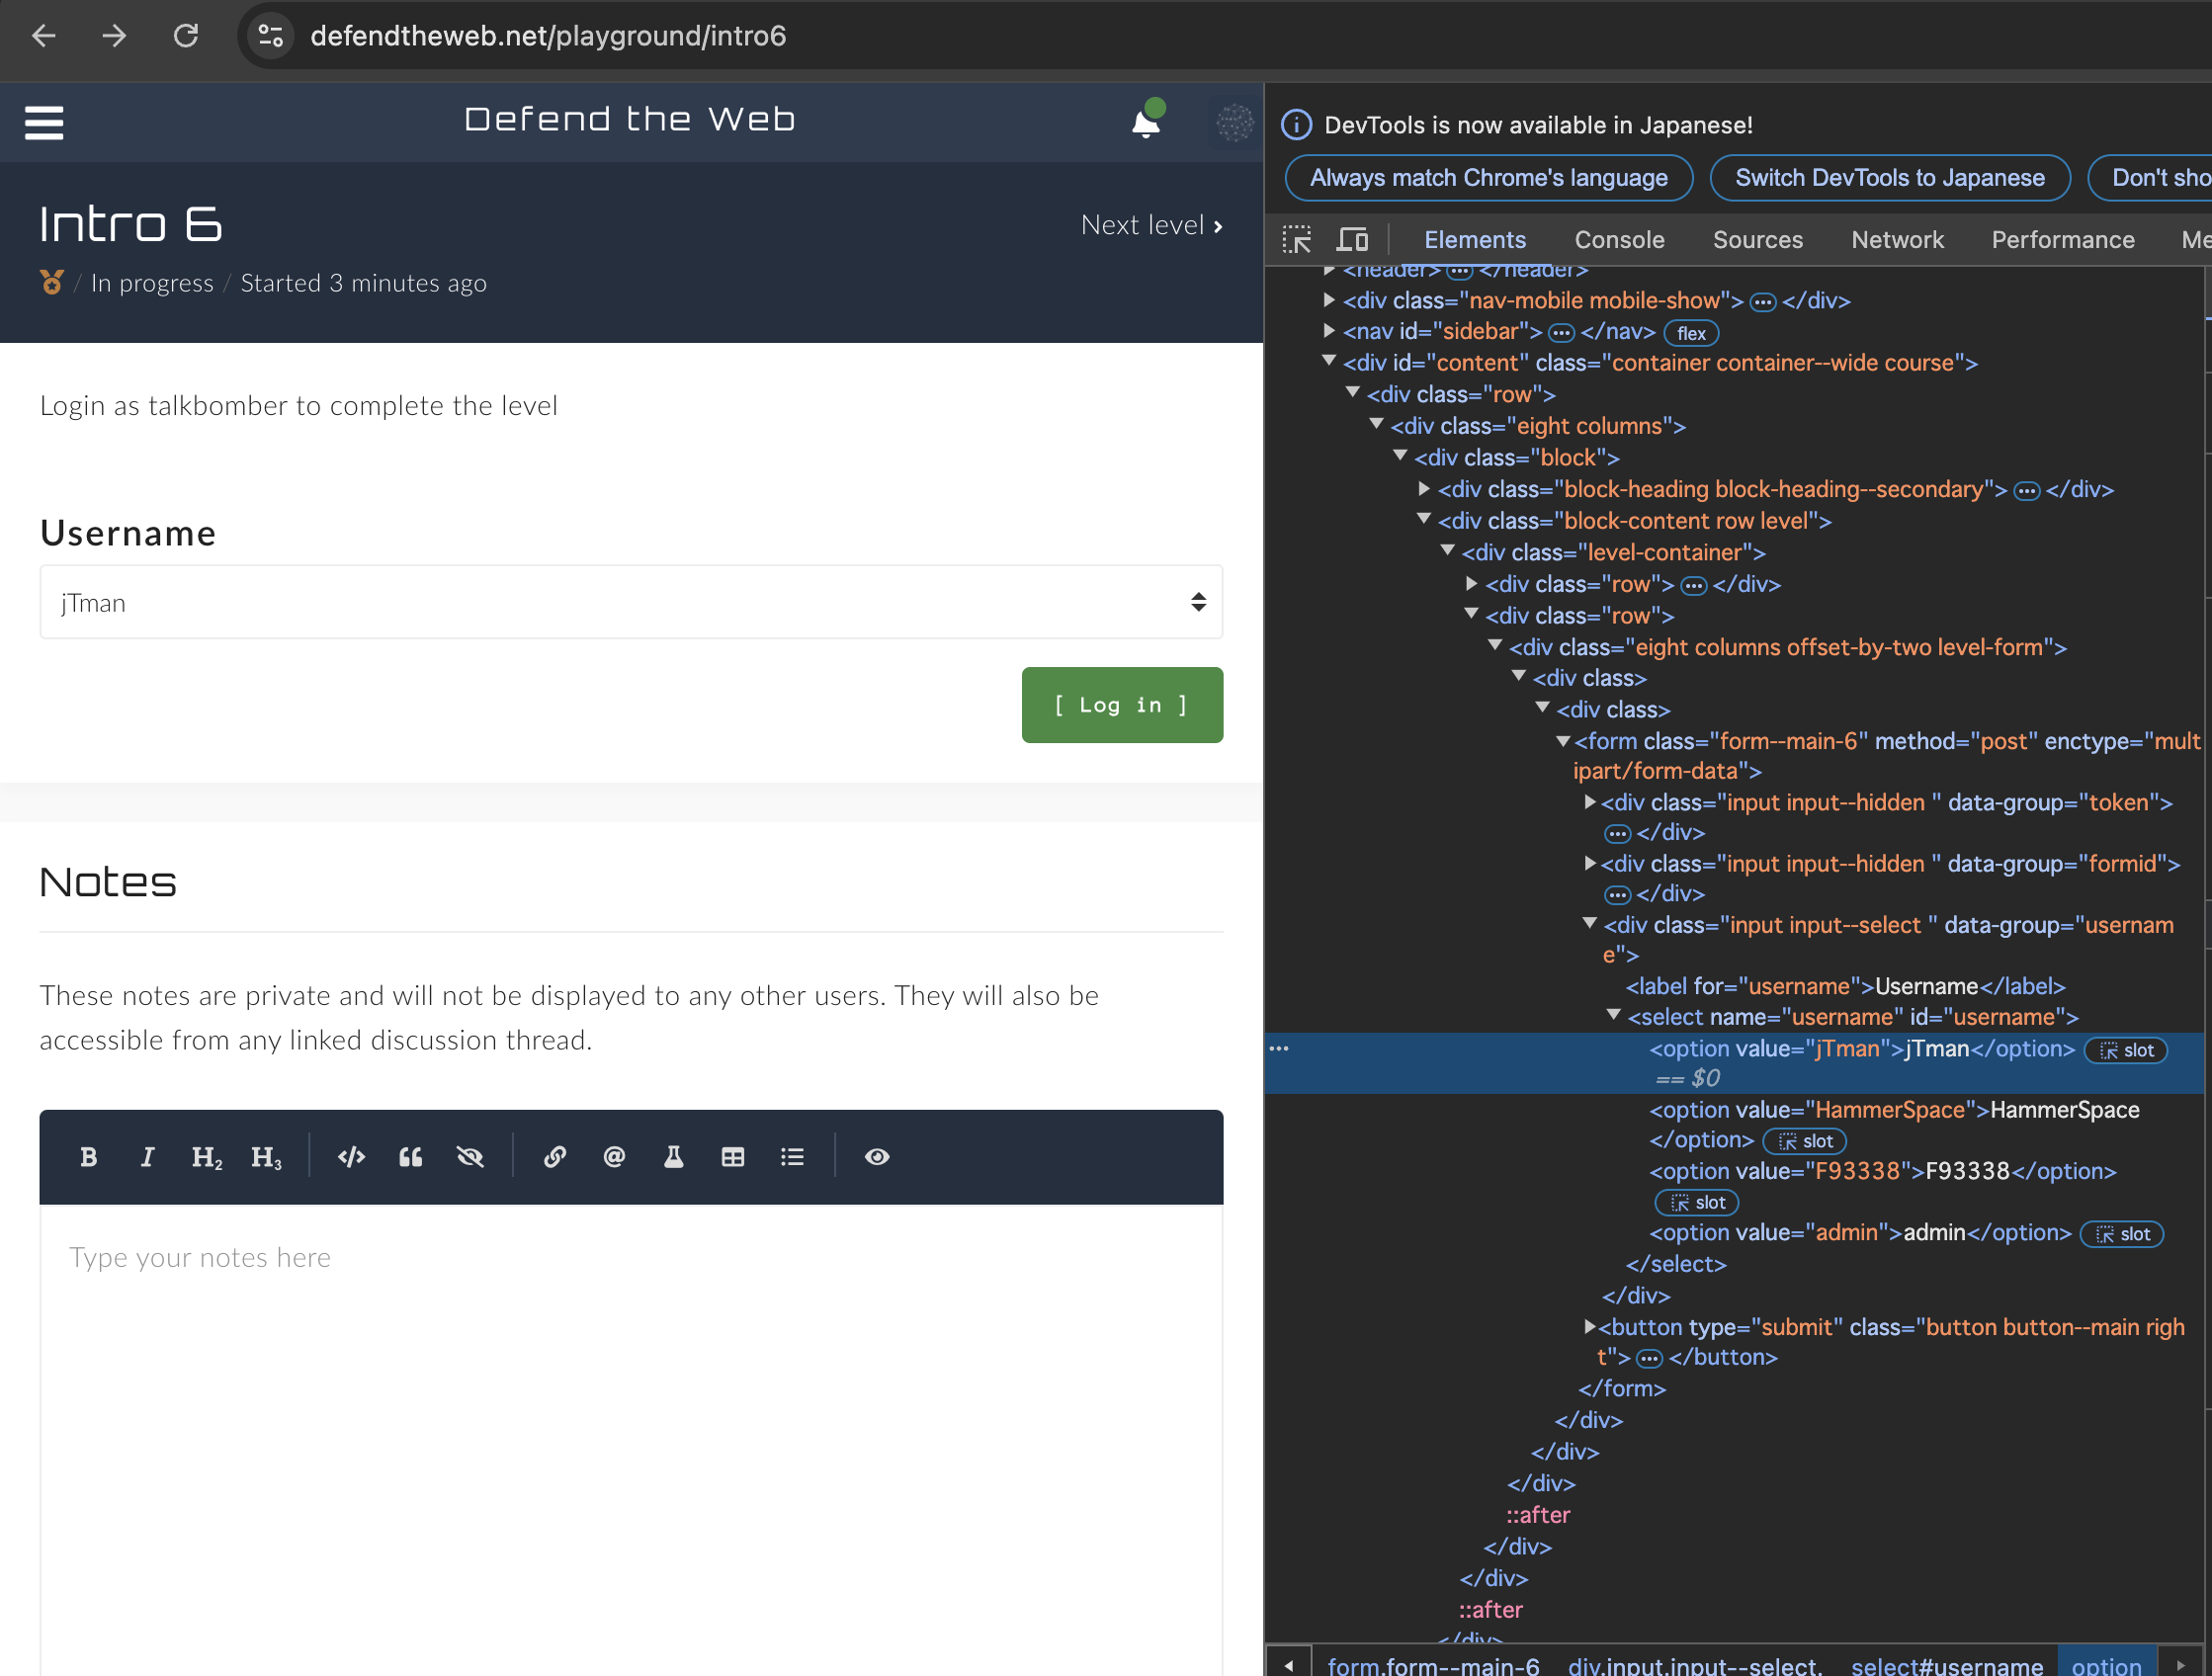 defendtheweb.net/playground/intro6
Defend the Web
Intro 6
Next level ›
/ In progress / Started 3 minutes ago
Login as talkbomber to complete the level
Username
jTman
[ Log in ]
Notes
These notes are private and will not be displayed to any other users. They will also be
accessible from any linked discussion thread.
B I H2 H3 </> “ @
Type your notes here
DevTools is now available in Japanese!
Always match Chrome's language Switch DevTools to Japanese Don't sho
Elements Console Sources Network Performance Me
<header> ••• </header>
<div class="nav-mobile mobile-show"> ••• </div>
<nav id="sidebar"> ••• </nav> flex
<div id="content" class="container container--wide course">
<div class="row">
<div class="eight columns">
<div class="block">
<div class="block-heading block-heading--secondary"> ••• </div>
<div class="block-content row level">
<div class="level-container">
<div class="row"> ••• </div>
<div class="row">
<div class="eight columns offset-by-two level-form">
<div class>
<div class>
<form class="form--main-6" method="post" enctype="mult
ipart/form-data">
<div class="input input--hidden " data-group="token">
••• </div>
<div class="input input--hidden " data-group="formid">
••• </div>
<div class="input input--select " data-group="usernam
e">
<label for="username">Username</label>
<select name="username" id="username">
••• <option value="jTman">jTman</option> slot
== $0
<option value="HammerSpace">HammerSpace
</option> slot
<option value="F93338">F93338</option>
slot
<option value="admin">admin</option> slot
</select>
</div>
<button type="submit" class="button button--main righ
t"> ••• </button>
</form>
</div>
</div>
</div>
::after
</div>
</div>
::after
</div>
form.form--main-6 div.input.input--select. select#username option